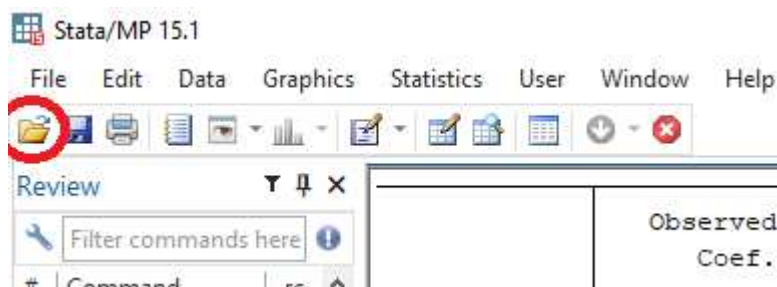 Stata/MP 15.1
File Edit Data Graphics Statistics User Window Help
Review
Filter commands here
Observed
Coef.
# Command rc